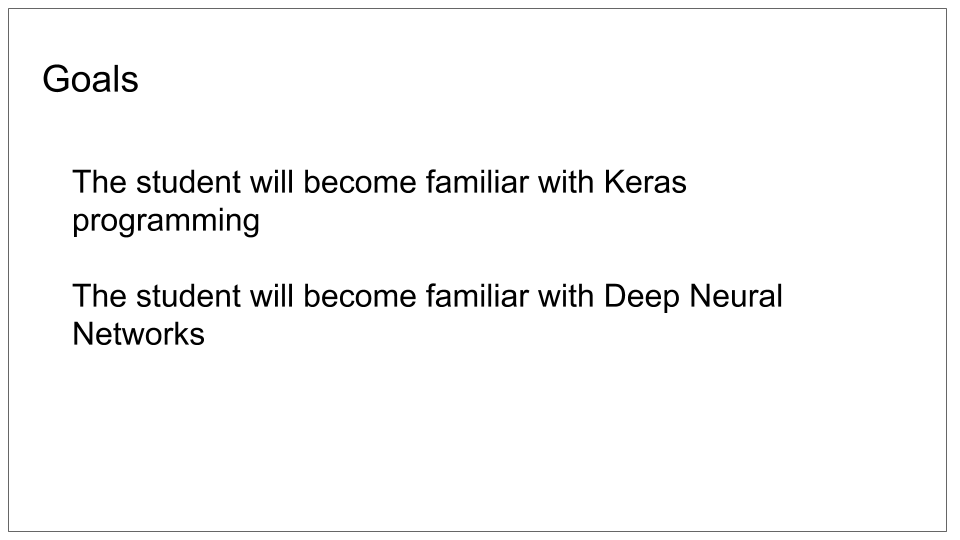 Goals
The student will become familiar with Keras
programming
The student will become familiar with Deep Neural
Networks